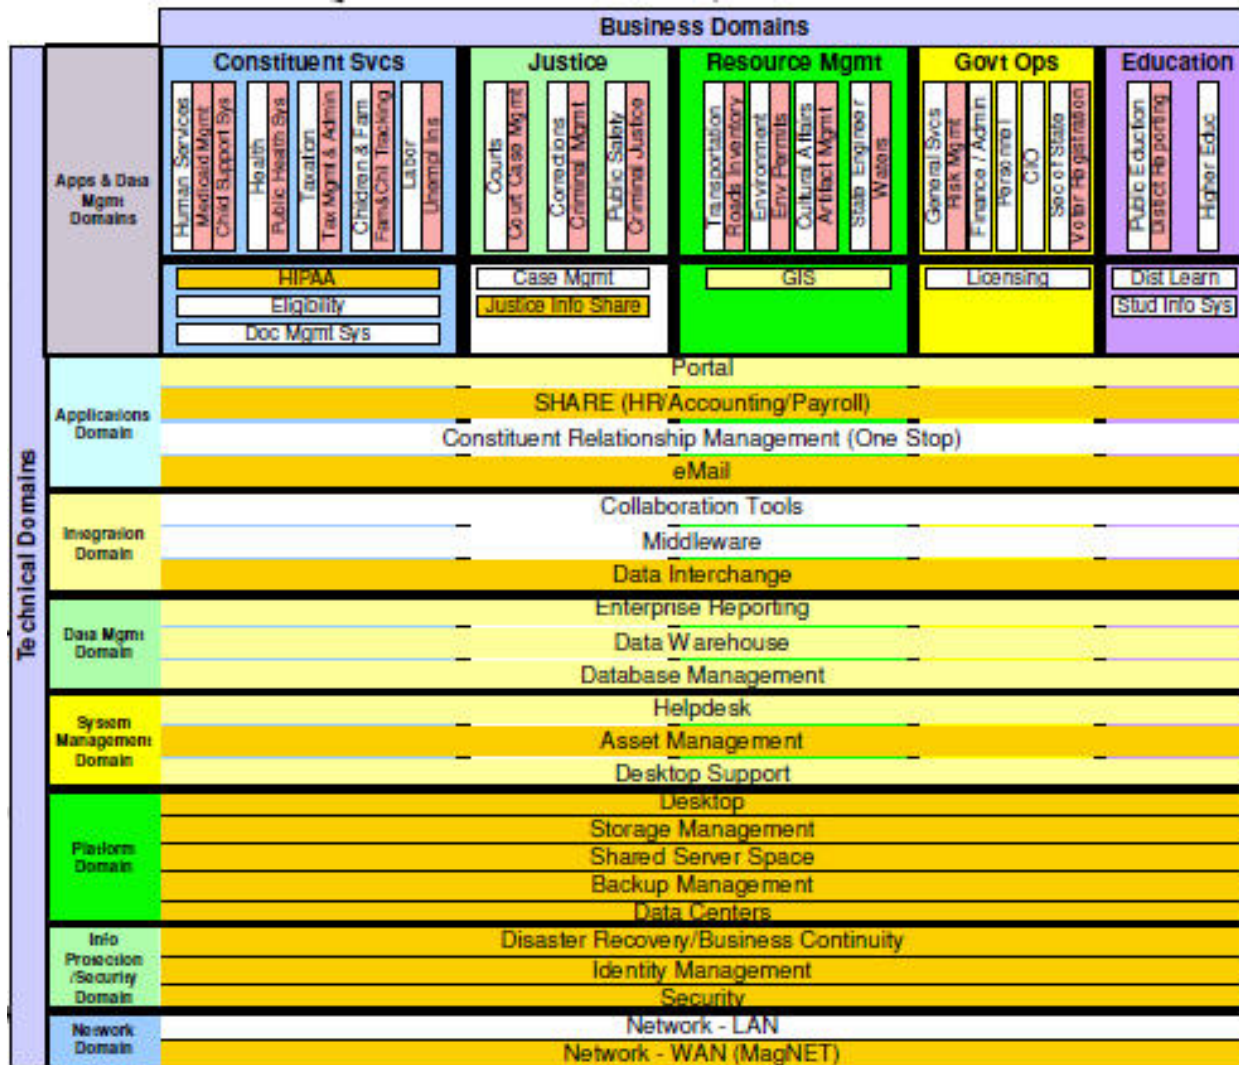 Business Domains
Technical Domains
Apps & Data
Mgmt
Domains
Constituent Svcs
Human Services
Medicaid Mgmt
Child Support Sys
Health
Public Health Sys
Taxation
Tax Mgmt & Admin
Children & Fam
Fam&Chl Tracking
Labor
Unempl Ins
HIPAA
Eligibility
Doc Mgmt Sys
Justice
Courts
Court Case Mgmt
Corrections
Criminal Mgmt
Public Safety
Criminal Justice
Case Mgmt
Justice Info Share
Resource Mgmt
Transportation
Roads Inventory
Environment
Env Permits
Cultural Affairs
Artifact Mgmt
State Engineer
Waters
GIS
Govt Ops
General Svcs
Risk Mgmt
Finance / Admn
Personnel
CIO
Sec of State
Voter Registration
Licensing
Education
Public Eduction
District Reporting
Higher Educ
Dist Learn
Stud Info Sys
Applications
Domain
Portal
SHARE (HR/Accounting/Payroll)
Constituent Relationship Management (One Stop)
eMail
Integration
Domain
Collaboration Tools
Middleware
Data Interchange
Data Mgmt
Domain
Enterprise Reporting
Data Warehouse
Database Management
System
Management
Domain
Helpdesk
Asset Management
Desktop Support
Platform
Domain
Desktop
Storage Management
Shared Server Space
Backup Management
Data Centers
Info
Protection
/Security
Domain
Disaster Recovery/Business Continuity
Identity Management
Security
Network
Domain
Network - LAN
Network - WAN (MagNET)